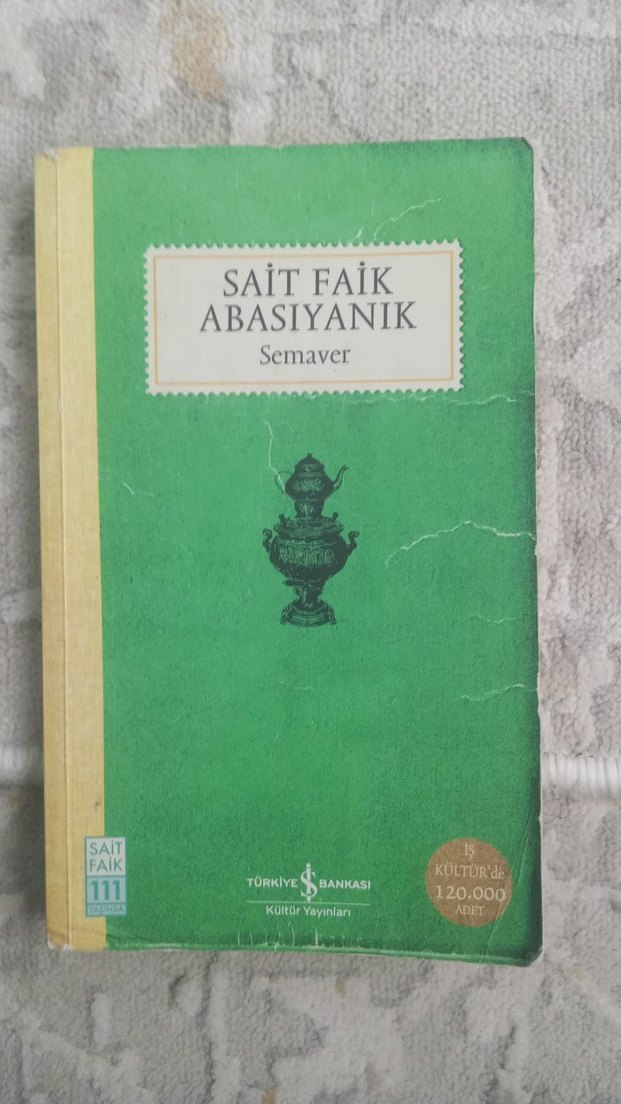 SAİT FAİK
ABASIYANIK
Semaver
SAİT
FAİK
111
YAŞINDA
TÜRKİYE İŞ BANKASI
Kültür Yayınları
İŞ
KÜLTÜR'de
120.000
ADET